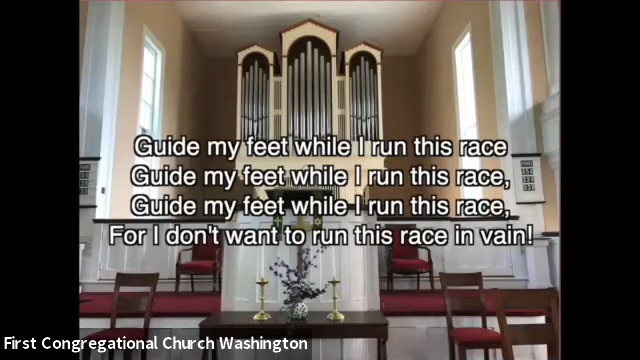 Guide my feet while I run this race
Guide my feet while I run this race,
Guide my feet while I run this race,
For I don't want to run this race in vain!
First Congregational Church Washington